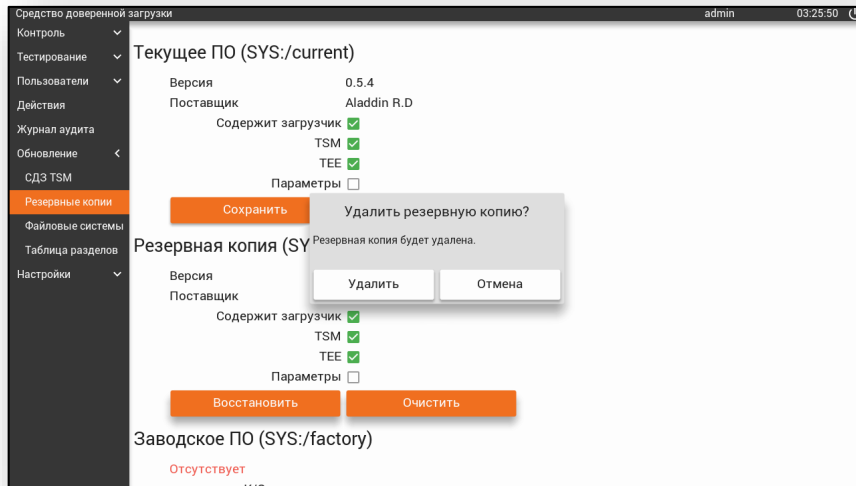 Средство доверенной загрузки admin 03:25:50
Контроль
Тестирование
Пользователи
Действия
Журнал аудита
Обновление
СДЗ TSM
Резервные копии
Файловые системы
Таблица разделов
Настройки
Текущее ПО (SYS:/current)
Версия 0.5.4
Поставщик Aladdin R.D
Содержит загрузчик
TSM
TEE
Параметры
Сохранить
Удалить резервную копию?
Резервная копия будет удалена.
Удалить Отмена
Резервная копия (SY
Версия
Поставщик
Содержит загрузчик
TSM
TEE
Параметры
Восстановить Очистить
Заводское ПО (SYS:/factory)
Отсутствует